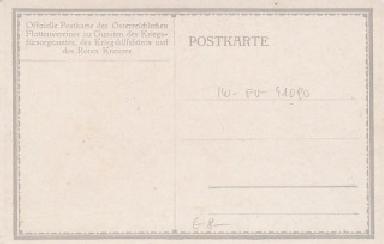 Offizielle Postkarte des Österreichischen
Flottenvereines zu Gunsten des Kriegs-
fürsorgeamtes, des Kriegshilfsbüros und
des Roten Kreuzes.
POSTKARTE